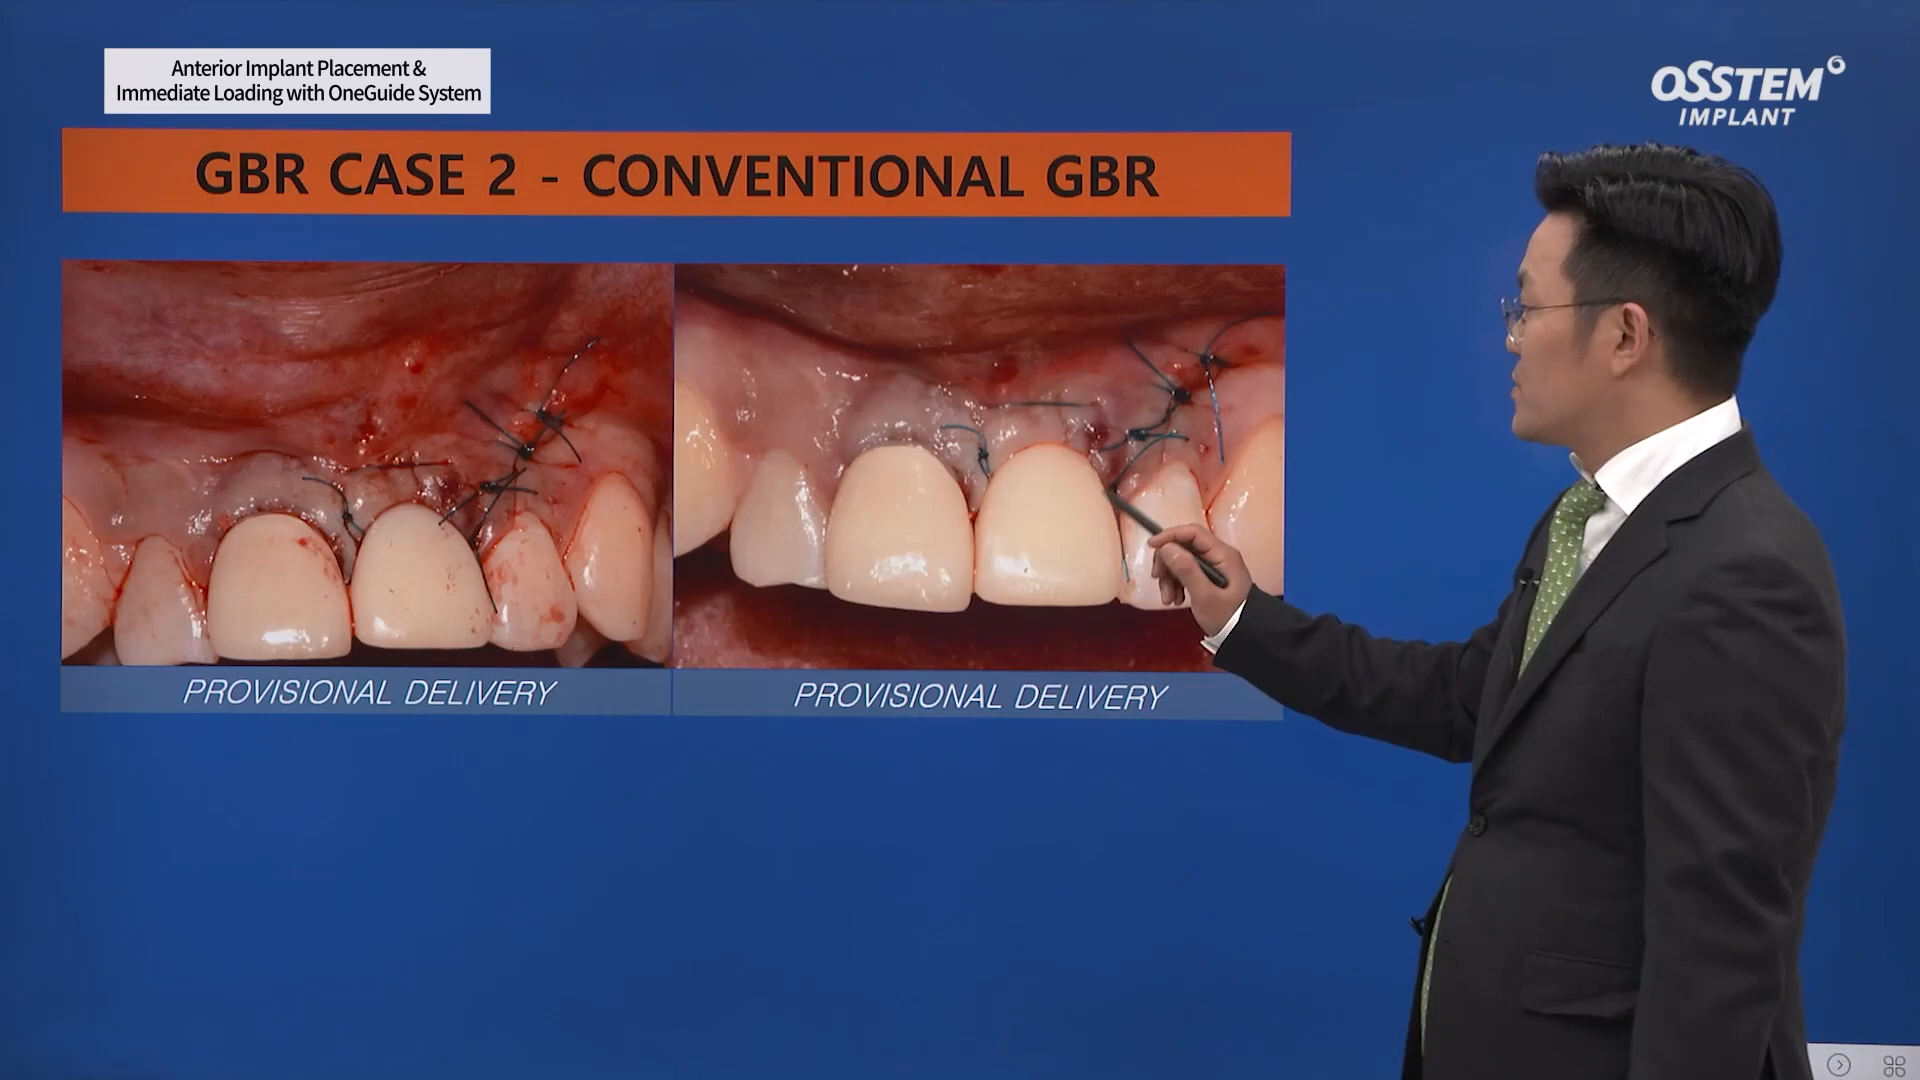 Anterior Implant Placement &
Immediate Loading with OneGuide System
OSSTEM
IMPLANT
GBR CASE 2 - CONVENTIONAL GBR
PROVISIONAL DELIVERY
PROVISIONAL DELIVERY